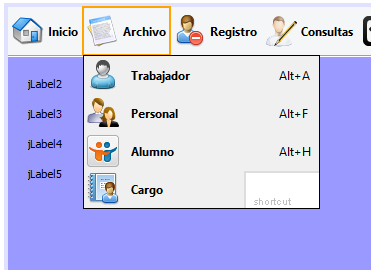 Inicio Archivo Registro Consultas
Trabajador Alt+A
jLabel2
Personal Alt+F
jLabel3
Alumno Alt+H
jLabel4
jLabel5
Cargo
shortcut